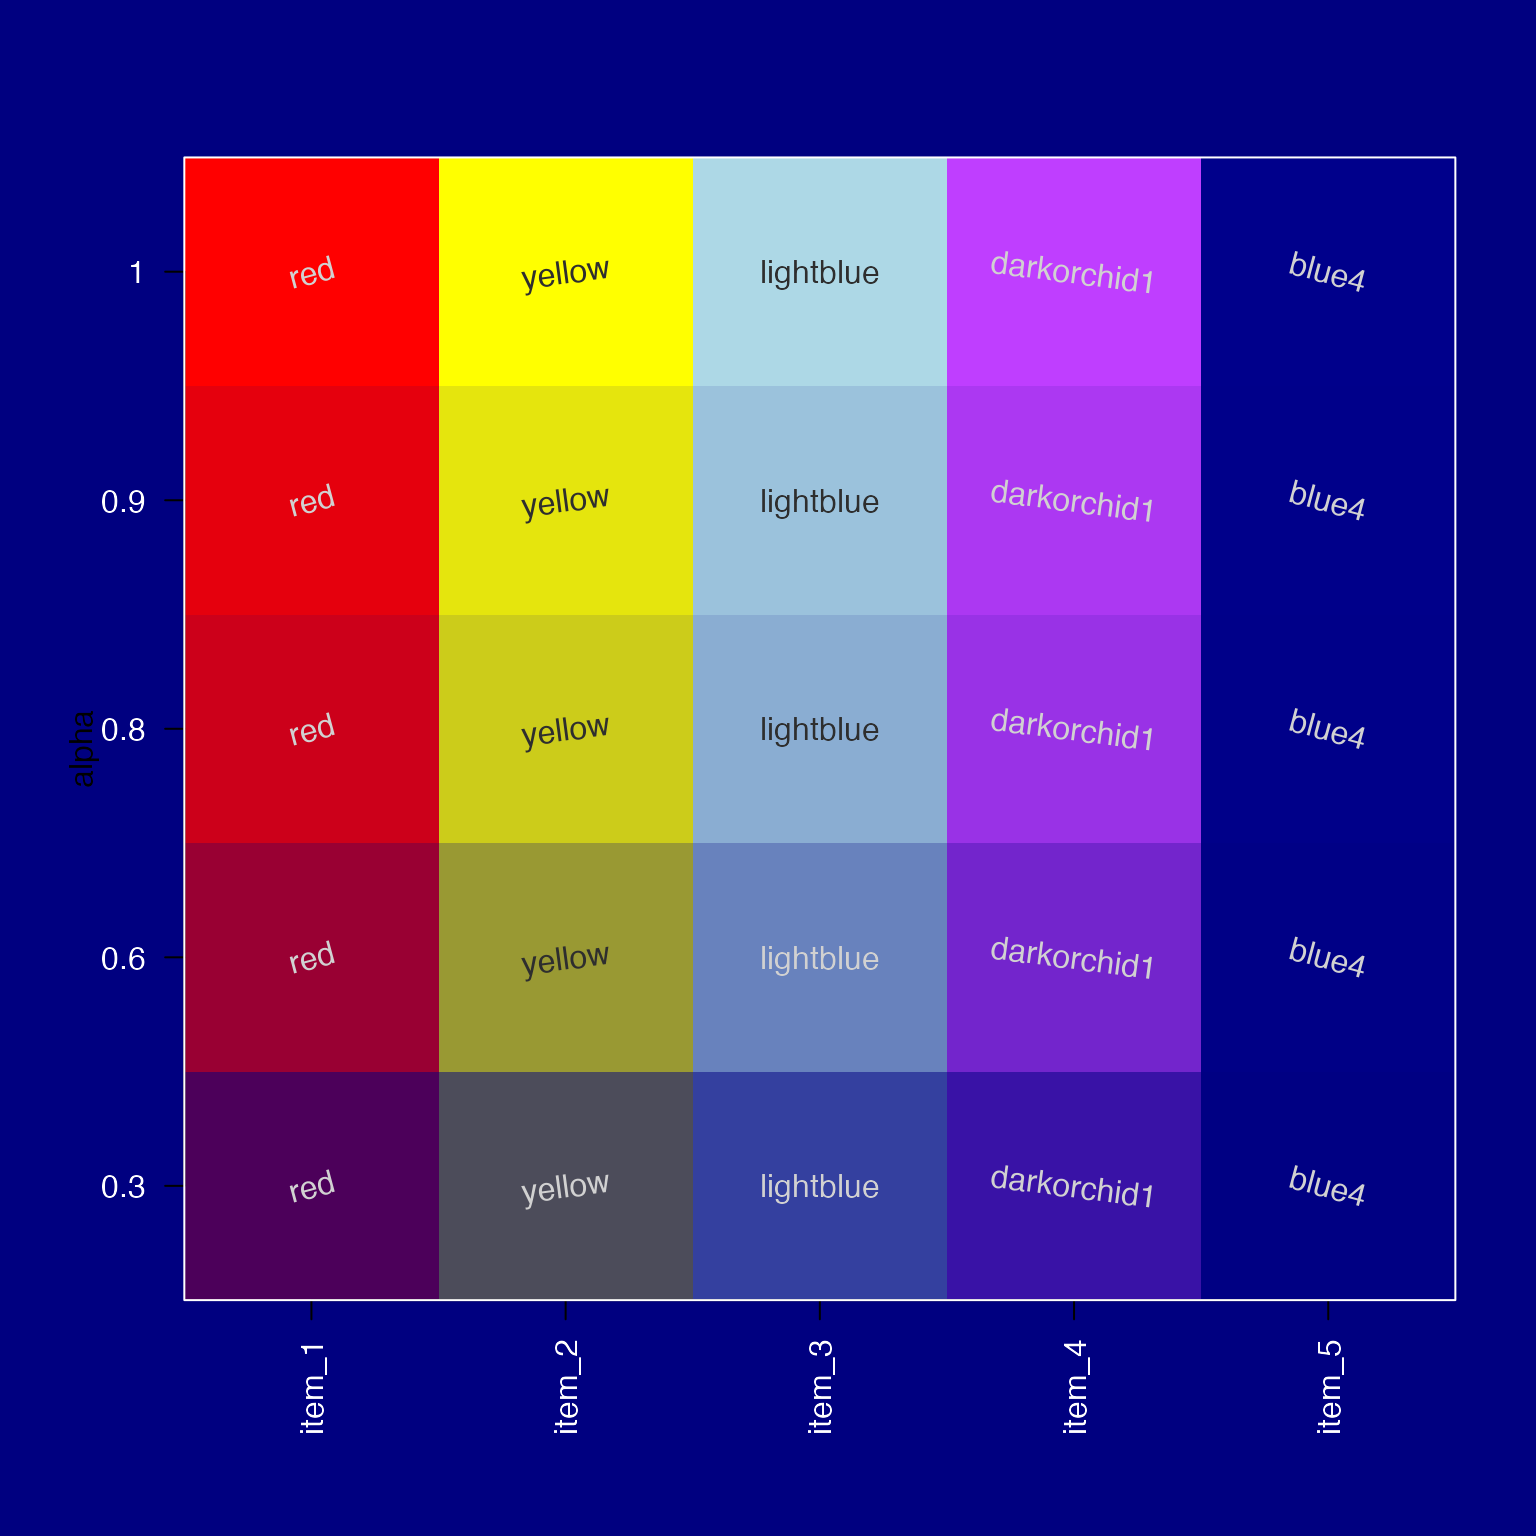 1 red yellow lightblue darkorchid1 blue4
0.9 red yellow lightblue darkorchid1 blue4
alpha
0.8 red yellow lightblue darkorchid1 blue4
0.6 red yellow lightblue darkorchid1 blue4
0.3 red yellow lightblue darkorchid1 blue4
item_1 item_2 item_3 item_4 item_5